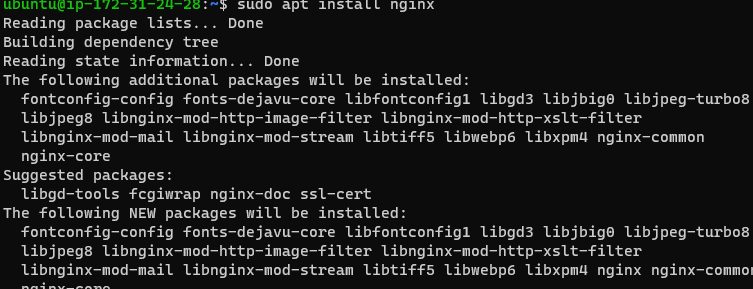 ubuntu@ip-172-31-24-28:~$ sudo apt install nginx
Reading package lists... Done
Building dependency tree
Reading state information... Done
The following additional packages will be installed:
  fontconfig-config fonts-dejavu-core libfontconfig1 libgd3 libjbig0 libjpeg-turbo8
  libjpeg8 libnginx-mod-http-image-filter libnginx-mod-http-xslt-filter
  libnginx-mod-mail libnginx-mod-stream libtiff5 libwebp6 libxpm4 nginx-common
  nginx-core
Suggested packages:
  libgd-tools fcgiwrap nginx-doc ssl-cert
The following NEW packages will be installed:
  fontconfig-config fonts-dejavu-core libfontconfig1 libgd3 libjbig0 libjpeg-turbo8
  libjpeg8 libnginx-mod-http-image-filter libnginx-mod-http-xslt-filter
  libnginx-mod-mail libnginx-mod-stream libtiff5 libwebp6 libxpm4 nginx nginx-common
  nginx-core